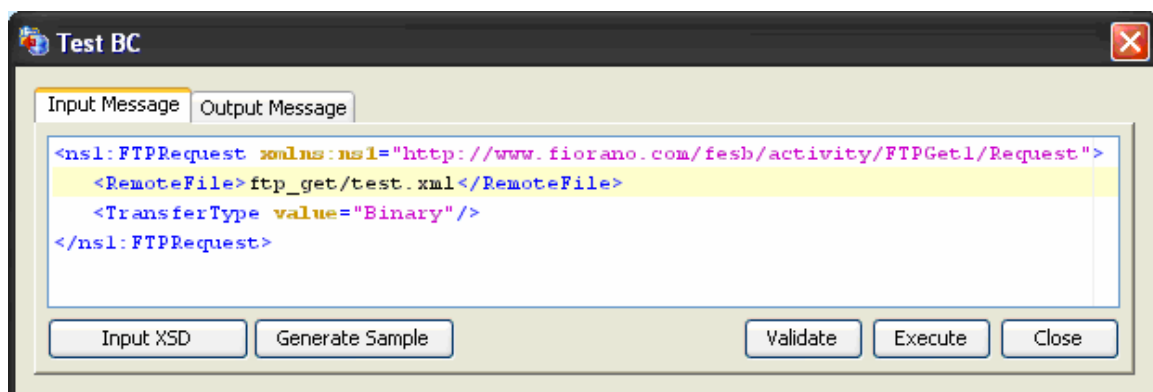 Test BC
Input Message Output Message
<ns1:FTPRequest xmlns:ns1="http://www.fiorano.com/fesb/activity/FTPGet1/Request">
<RemoteFile>ftp_get/test.xml</RemoteFile>
<TransferType value="Binary"/>
</ns1:FTPRequest>
Input XSD Generate Sample Validate Execute Close